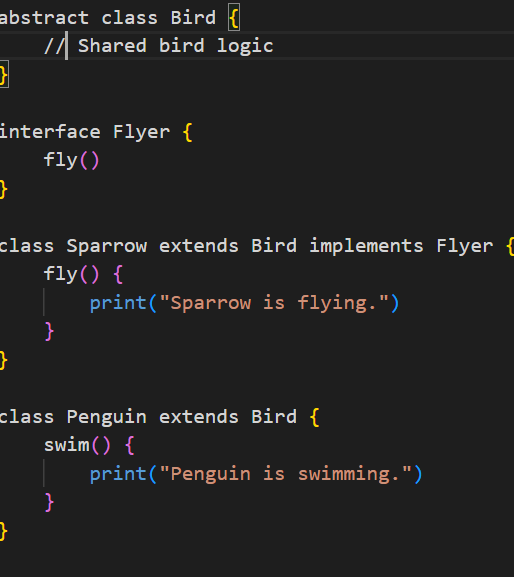 abstract class Bird {
    // Shared bird logic
}

interface Flyer {
    fly()
}

class Sparrow extends Bird implements Flyer {
    fly() {
        print("Sparrow is flying.")
    }
}

class Penguin extends Bird {
    swim() {
        print("Penguin is swimming.")
    }
}